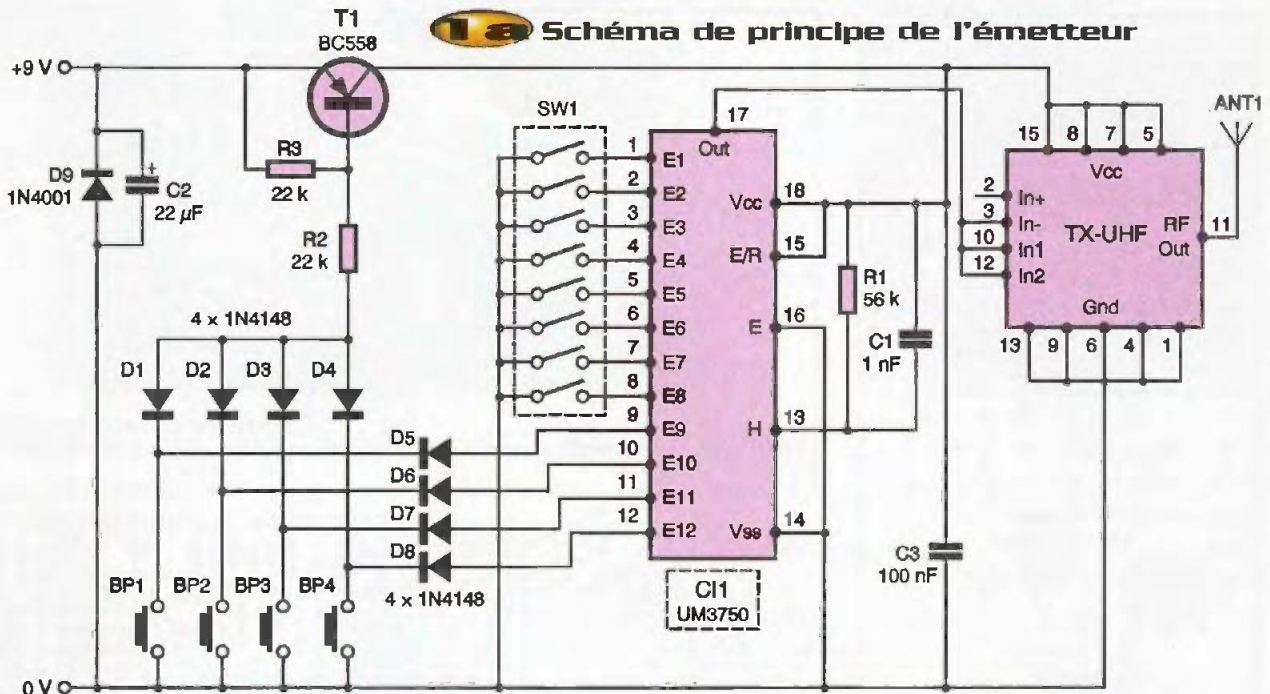 1a Schéma de principe de l'émetteur
T1
BC558
+9 V
D9
1N4001
+
C2
22 µF
R3
22 k
R2
22 k
4 x 1N4148
D1
D2
D3
D4
D5
D6
D7
D8
4 x 1N4148
BP1
BP2
BP3
BP4
0 V
SW1
1
2
3
4
5
6
7
8
9
10
11
12
17
Out
E1
E2
E3
E4
E5
E6
E7
E8
E9
E10
E11
E12
Vcc
18
E/R
15
E
16
H
13
Vss
14
CI1
UM3750
R1
56 k
C1
1 nF
C3
100 nF
15
8
7
5
Vcc
2
3
10
12
In+
In-
In1
In2
TX-UHF
RF
Out
11
Gnd
13
9
6
4
1
ANT1